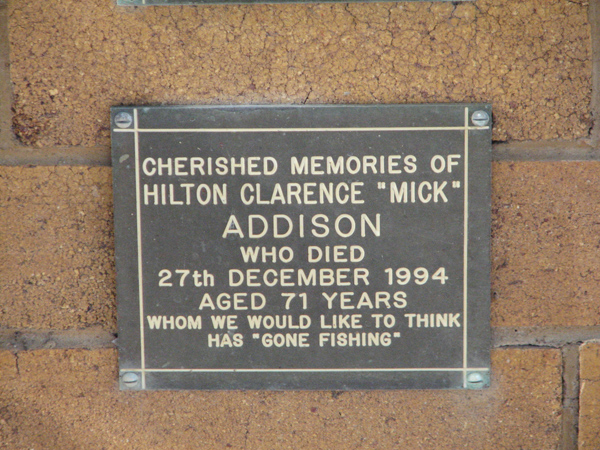 CHERISHED MEMORIES OF
HILTON CLARENCE "MICK"
ADDISON
WHO DIED
27th DECEMBER 1994
AGED 71 YEARS
WHOM WE WOULD LIKE TO THINK
HAS "GONE FISHING"